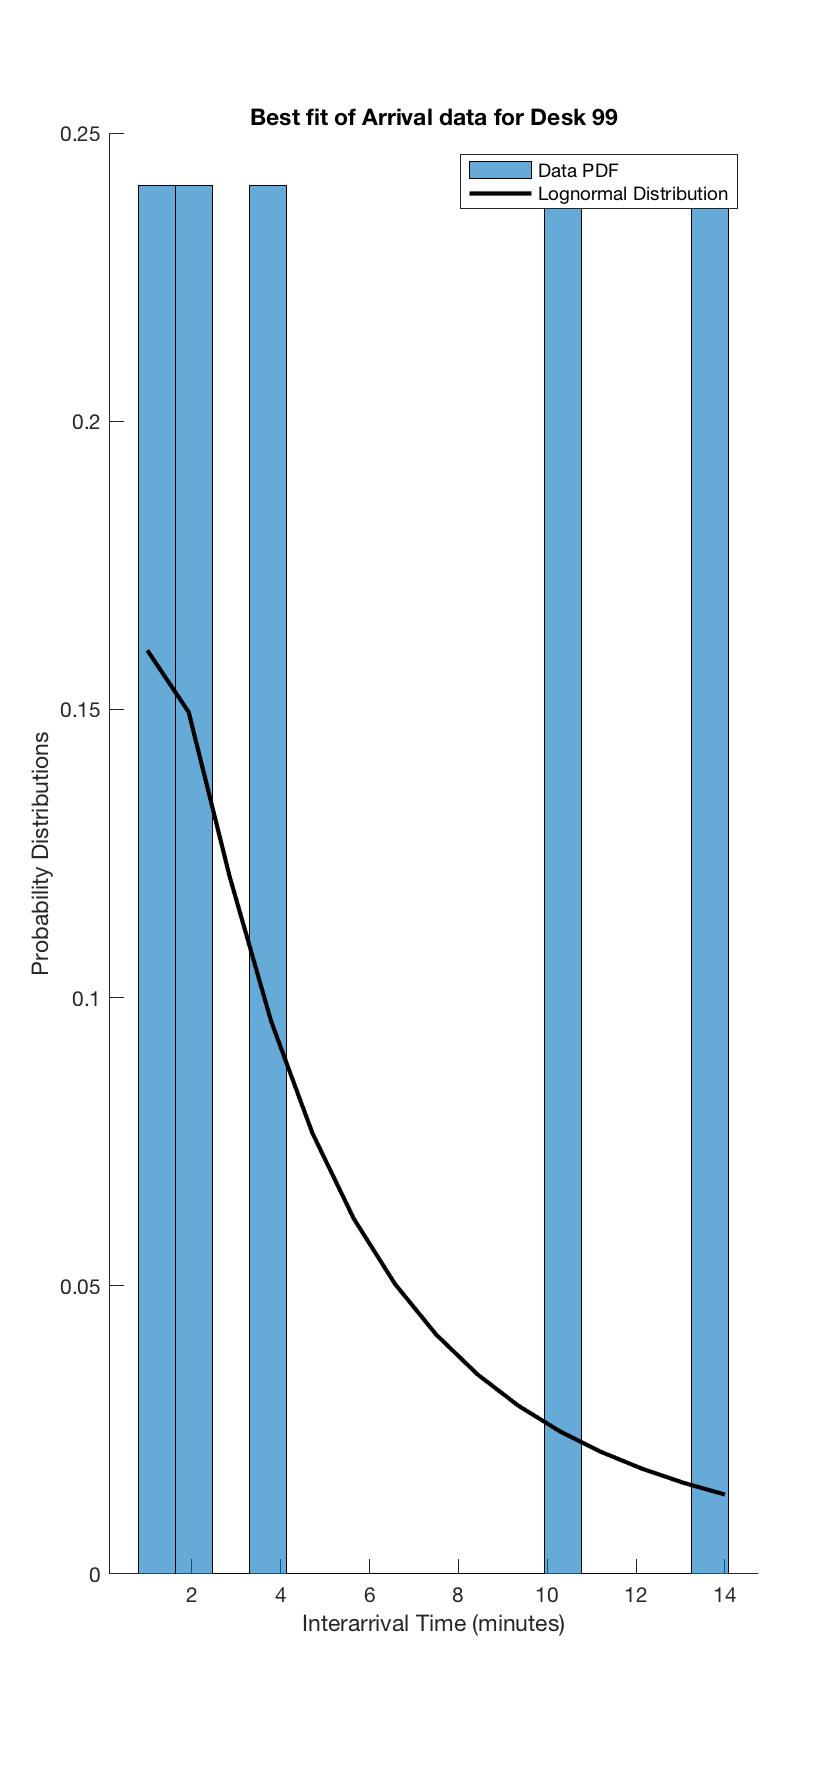 Best fit of Arrival data for Desk 99
Data PDF
Lognormal Distribution
0.25
0.2
0.15
0.1
0.05
0
Probability Distributions
2 4 6 8 10 12 14
Interarrival Time (minutes)